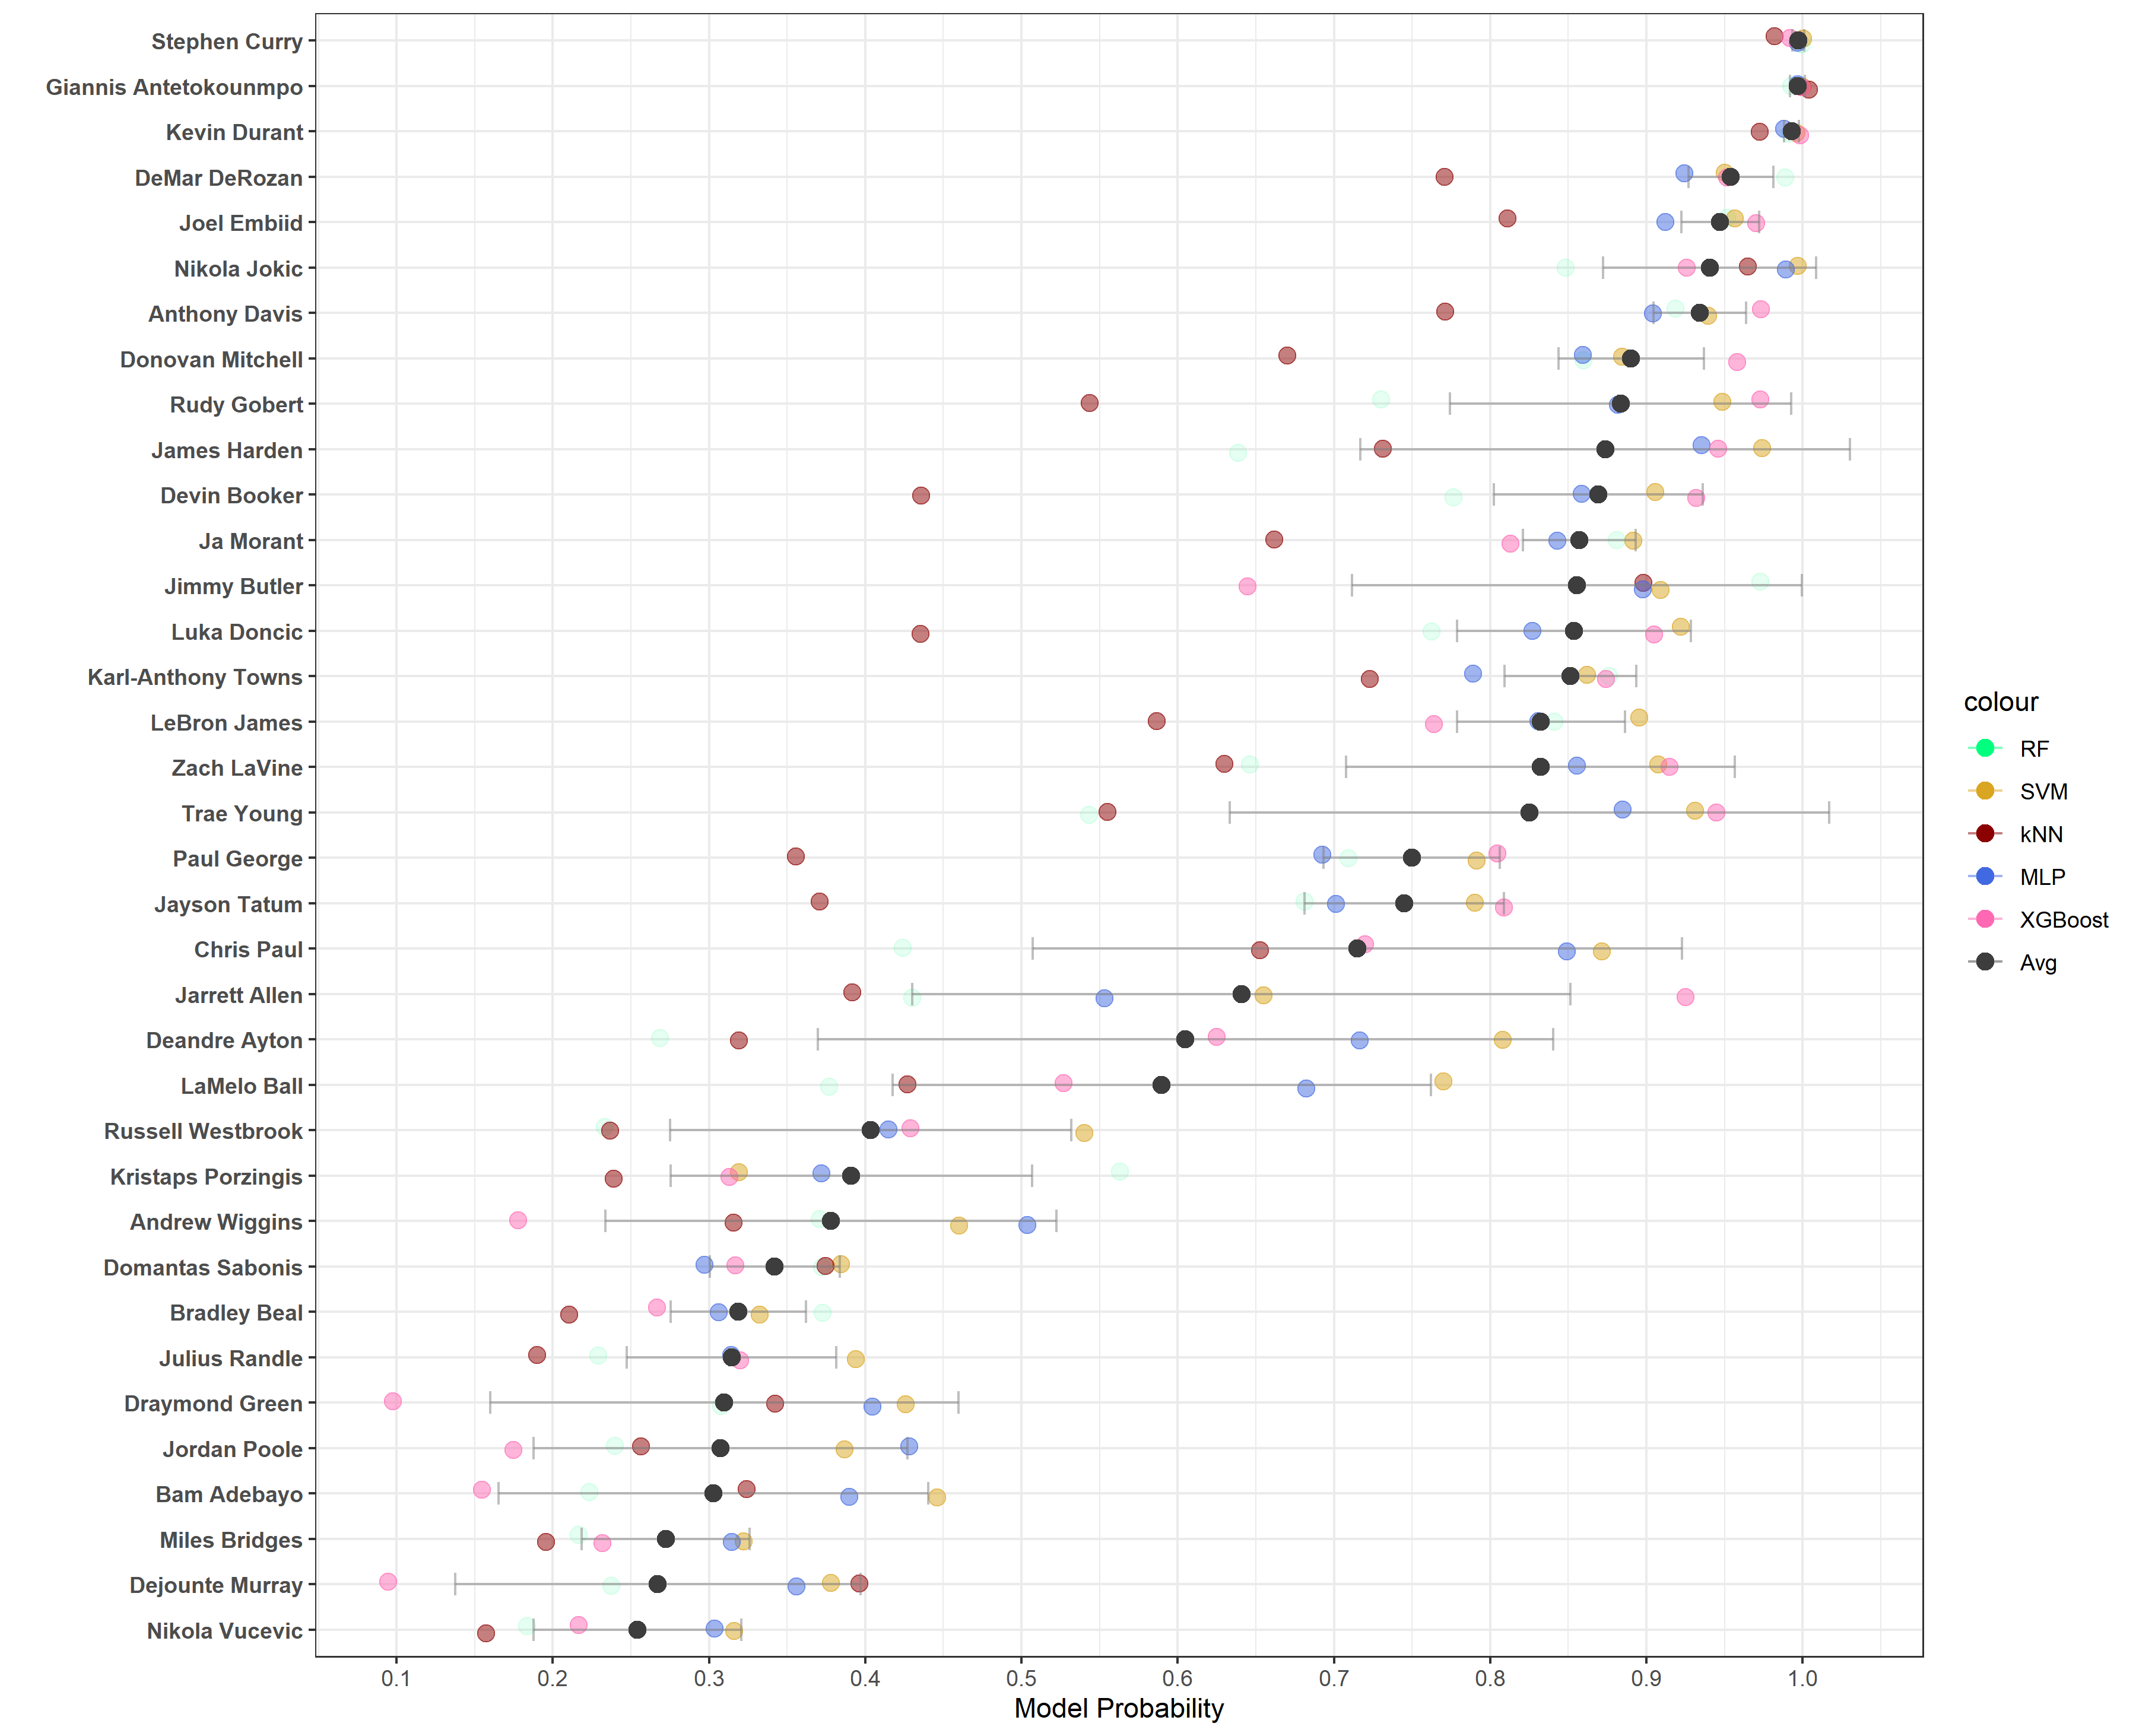 Stephen Curry
Giannis Antetokounmpo
Kevin Durant
DeMar DeRozan
Joel Embiid
Nikola Jokic
Anthony Davis
Donovan Mitchell
Rudy Gobert
James Harden
Devin Booker
Ja Morant
Jimmy Butler
Luka Doncic
Karl-Anthony Towns
LeBron James
Zach LaVine
Trae Young
Paul George
Jayson Tatum
Chris Paul
Jarrett Allen
Deandre Ayton
LaMelo Ball
Russell Westbrook
Kristaps Porzingis
Andrew Wiggins
Domantas Sabonis
Bradley Beal
Julius Randle
Draymond Green
Jordan Poole
Bam Adebayo
Miles Bridges
Dejounte Murray
Nikola Vucevic
0.1 0.2 0.3 0.4 0.5 0.6 0.7 0.8 0.9 1.0
Model Probability
colour
RF
SVM
kNN
MLP
XGBoost
Avg